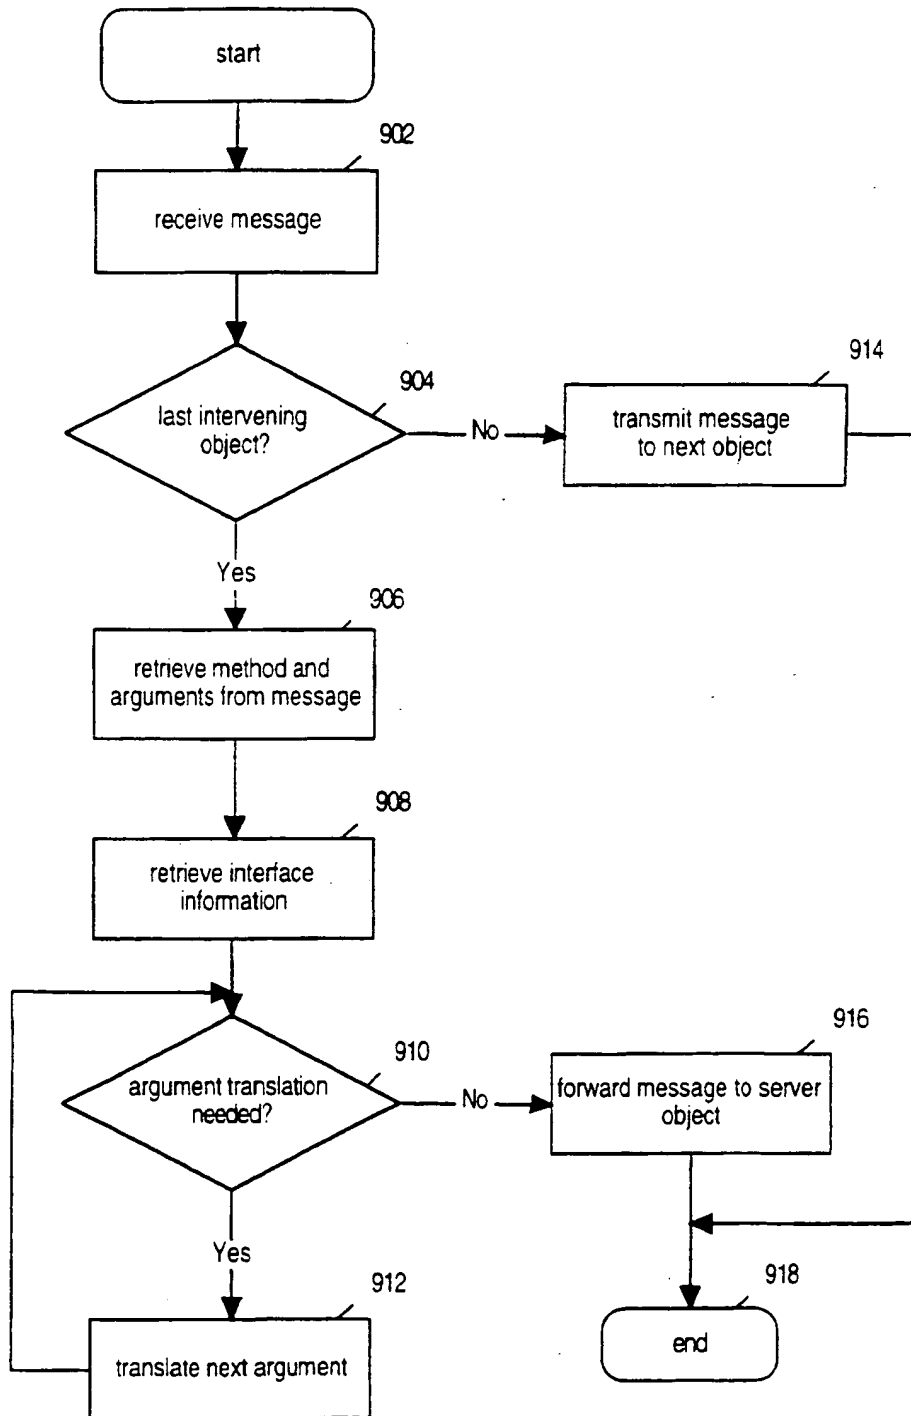 start
902
receive message
904
last intervening
object?
No
914
transmit message
to next object
Yes
906
retrieve method and
arguments from message
908
retrieve interface
information
910
argument translation
needed?
No
916
forward message to server
object
Yes
912
translate next argument
918
end